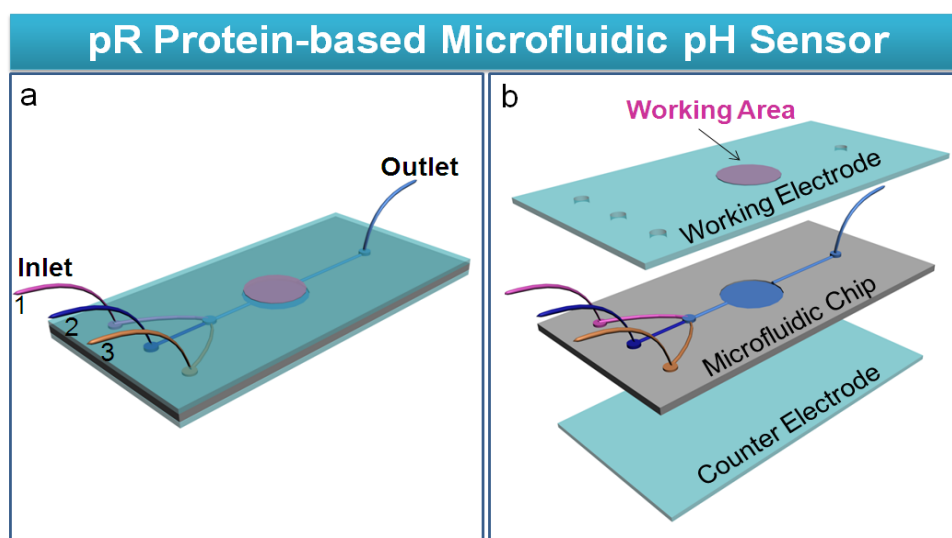 pR Protein-based Microfluidic pH Sensor
a
Outlet
Inlet
1
2
3
b
Working Area
Working Electrode
Microfluidic Chip
Counter Electrode